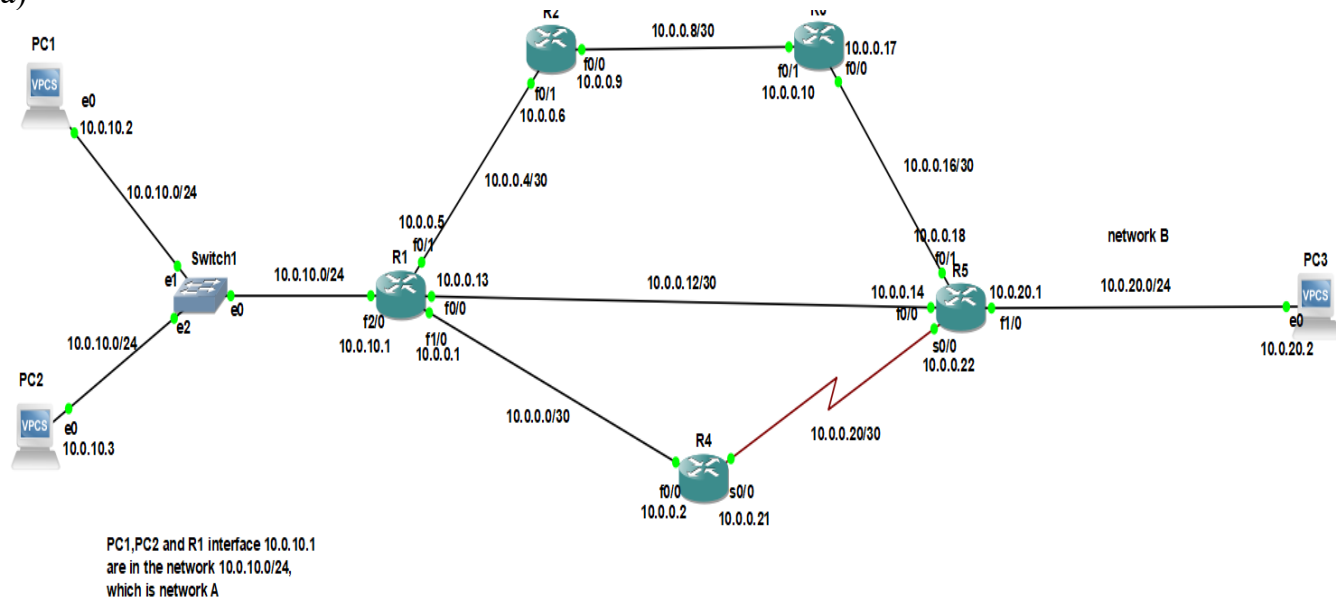 a)
R2
10.0.0.8/30
PC1
10.0.0.17
f0/0
f0/1
f0/0
10.0.0.9
10.0.0.10
VPCS
e0
f0/1
10.0.0.6
10.0.10.2
10.0.0.16/30
10.0.0.4/30
10.0.10.0/24
10.0.0.5
10.0.0.18
network B
f0/1
f0/1
Switch1
R1
R5
PC3
10.0.10.0/24
10.0.0.13
10.0.0.12/30
10.0.0.14
10.0.20.1
10.0.20.0/24
VPCS
e1
e0
f0/0
f0/0
f1/0
e0
e2
f2/0
f1/0
s0/0
10.0.10.0/24
10.0.10.1
10.0.0.1
10.0.0.22
10.0.20.2
PC2
10.0.0.0/30
10.0.0.20/30
VPCS
e0
10.0.10.3
R4
f0/0
s0/0
10.0.0.2
10.0.0.21
PC1,PC2 and R1 interface 10.0.10.1
are in the network 10.0.10.0/24,
which is network A